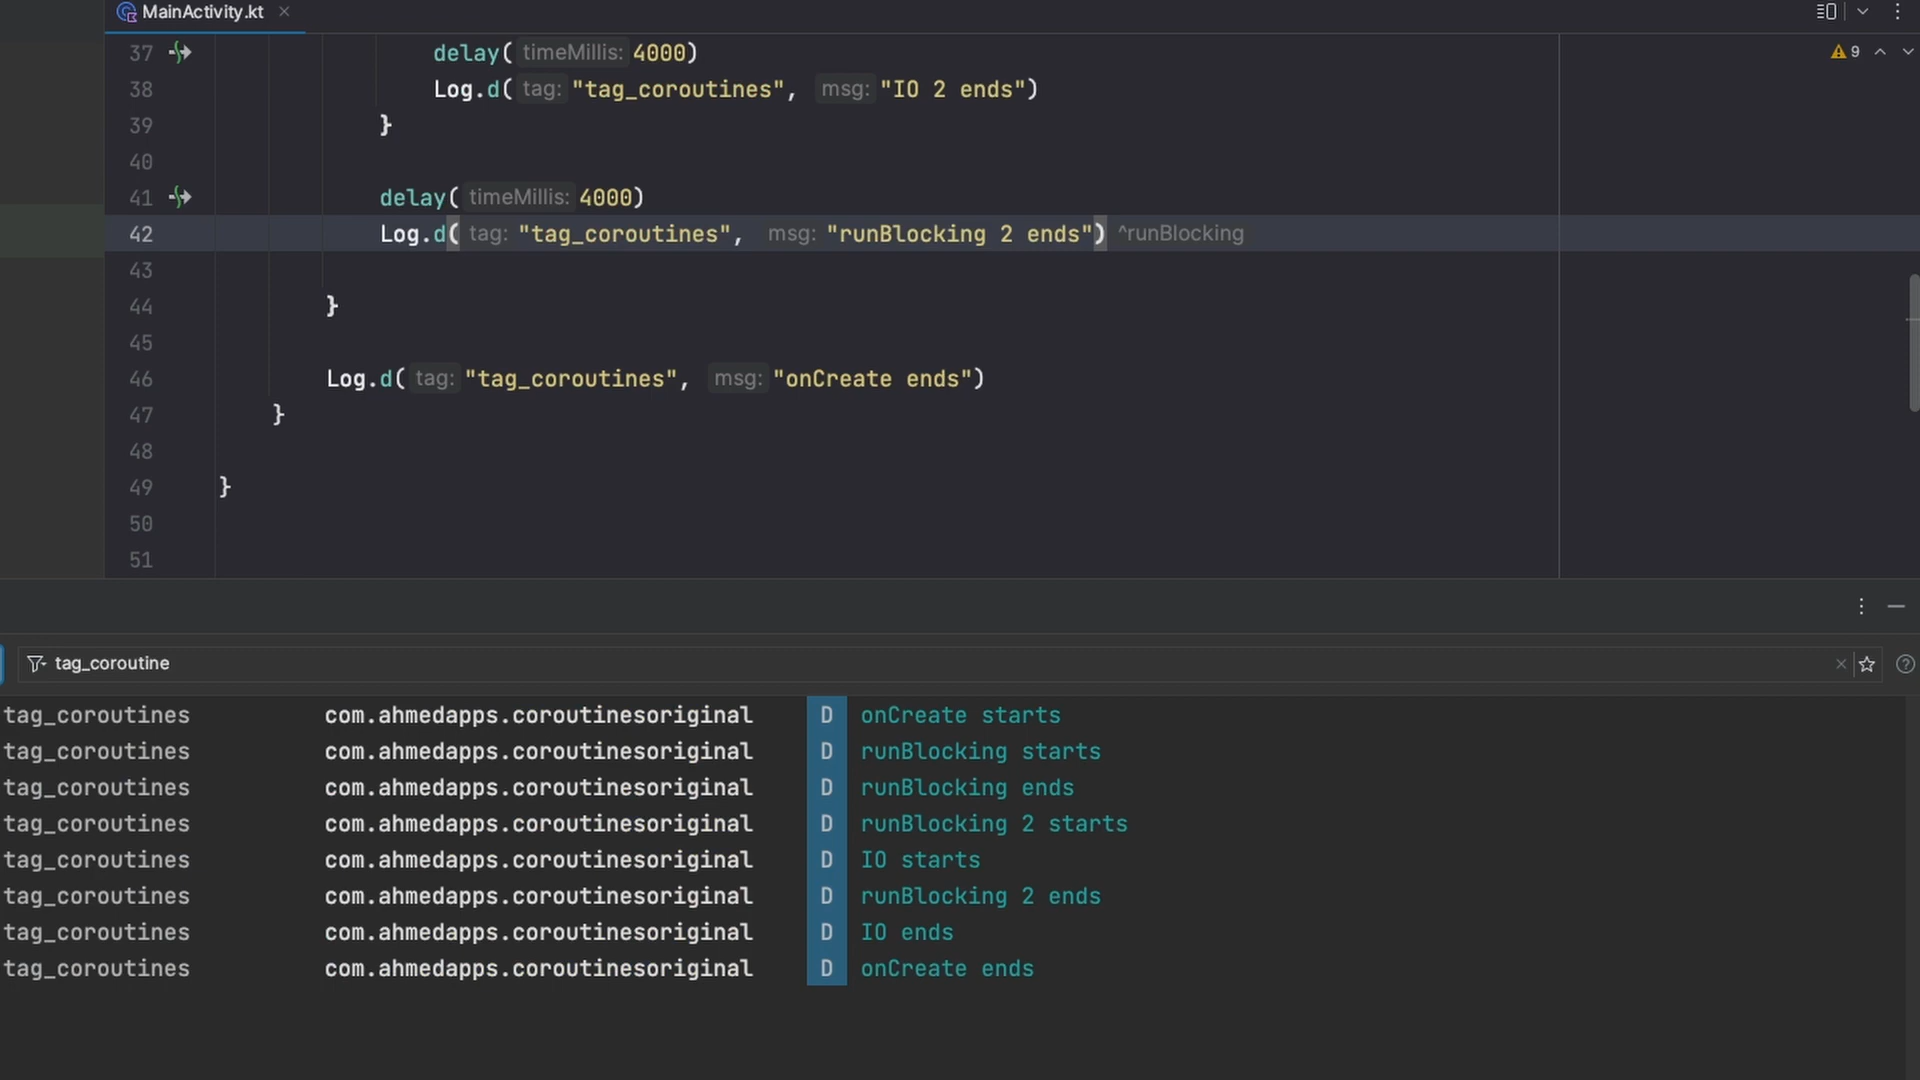 MainActivity.kt
9
37 delay( timeMillis: 4000)
38 Log.d( tag: "tag_coroutines", msg: "IO 2 ends")
39 }
40
41 delay( timeMillis: 4000)
42 Log.d( tag: "tag_coroutines", msg: "runBlocking 2 ends") ^runBlocking
43
44 }
45
46 Log.d( tag: "tag_coroutines", msg: "onCreate ends")
47 }
48
49 }
50
51
tag_coroutine
tag_coroutines com.ahmedapps.coroutinesoriginal D onCreate starts
tag_coroutines com.ahmedapps.coroutinesoriginal D runBlocking starts
tag_coroutines com.ahmedapps.coroutinesoriginal D runBlocking ends
tag_coroutines com.ahmedapps.coroutinesoriginal D runBlocking 2 starts
tag_coroutines com.ahmedapps.coroutinesoriginal D IO starts
tag_coroutines com.ahmedapps.coroutinesoriginal D runBlocking 2 ends
tag_coroutines com.ahmedapps.coroutinesoriginal D IO ends
tag_coroutines com.ahmedapps.coroutinesoriginal D onCreate ends